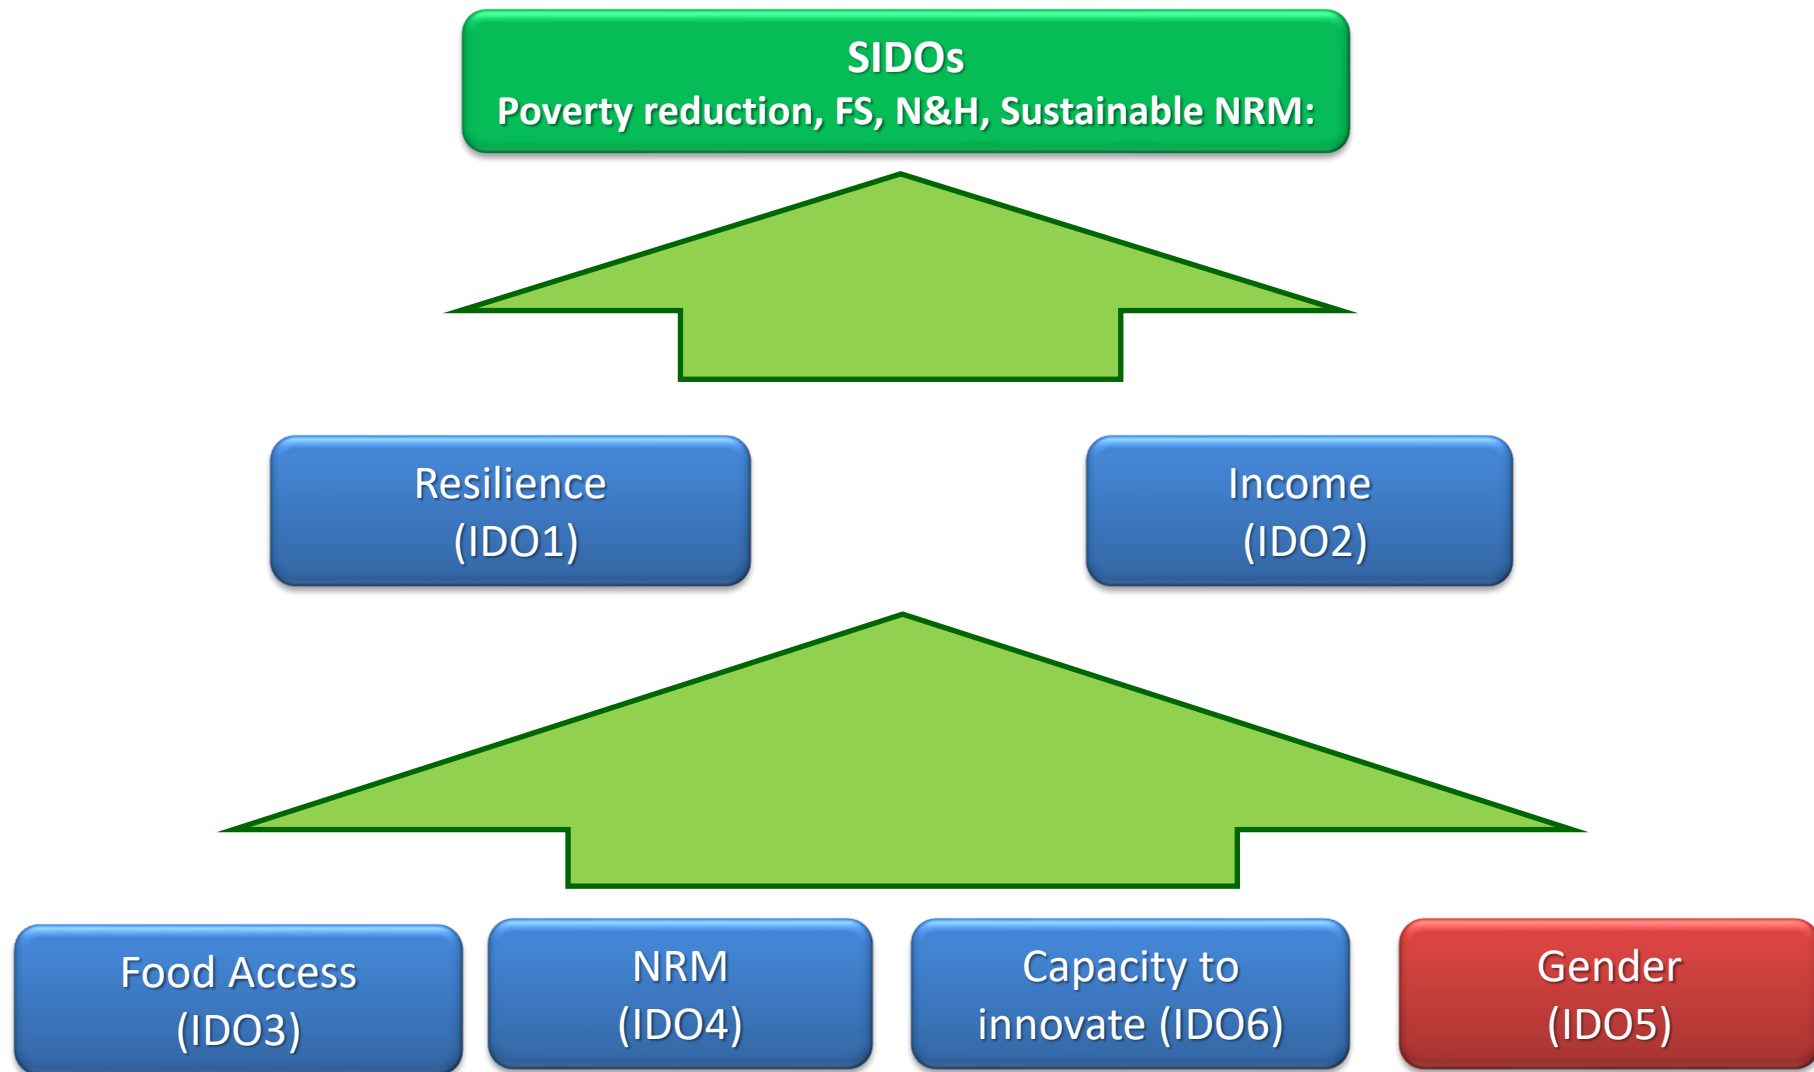 SIDOs
Poverty reduction, FS, N&H, Sustainable NRM:
Resilience
(IDO1)
Income
(IDO2)
Food Access
(IDO3)
NRM
(IDO4)
Capacity to
innovate (IDO6)
Gender
(IDO5)